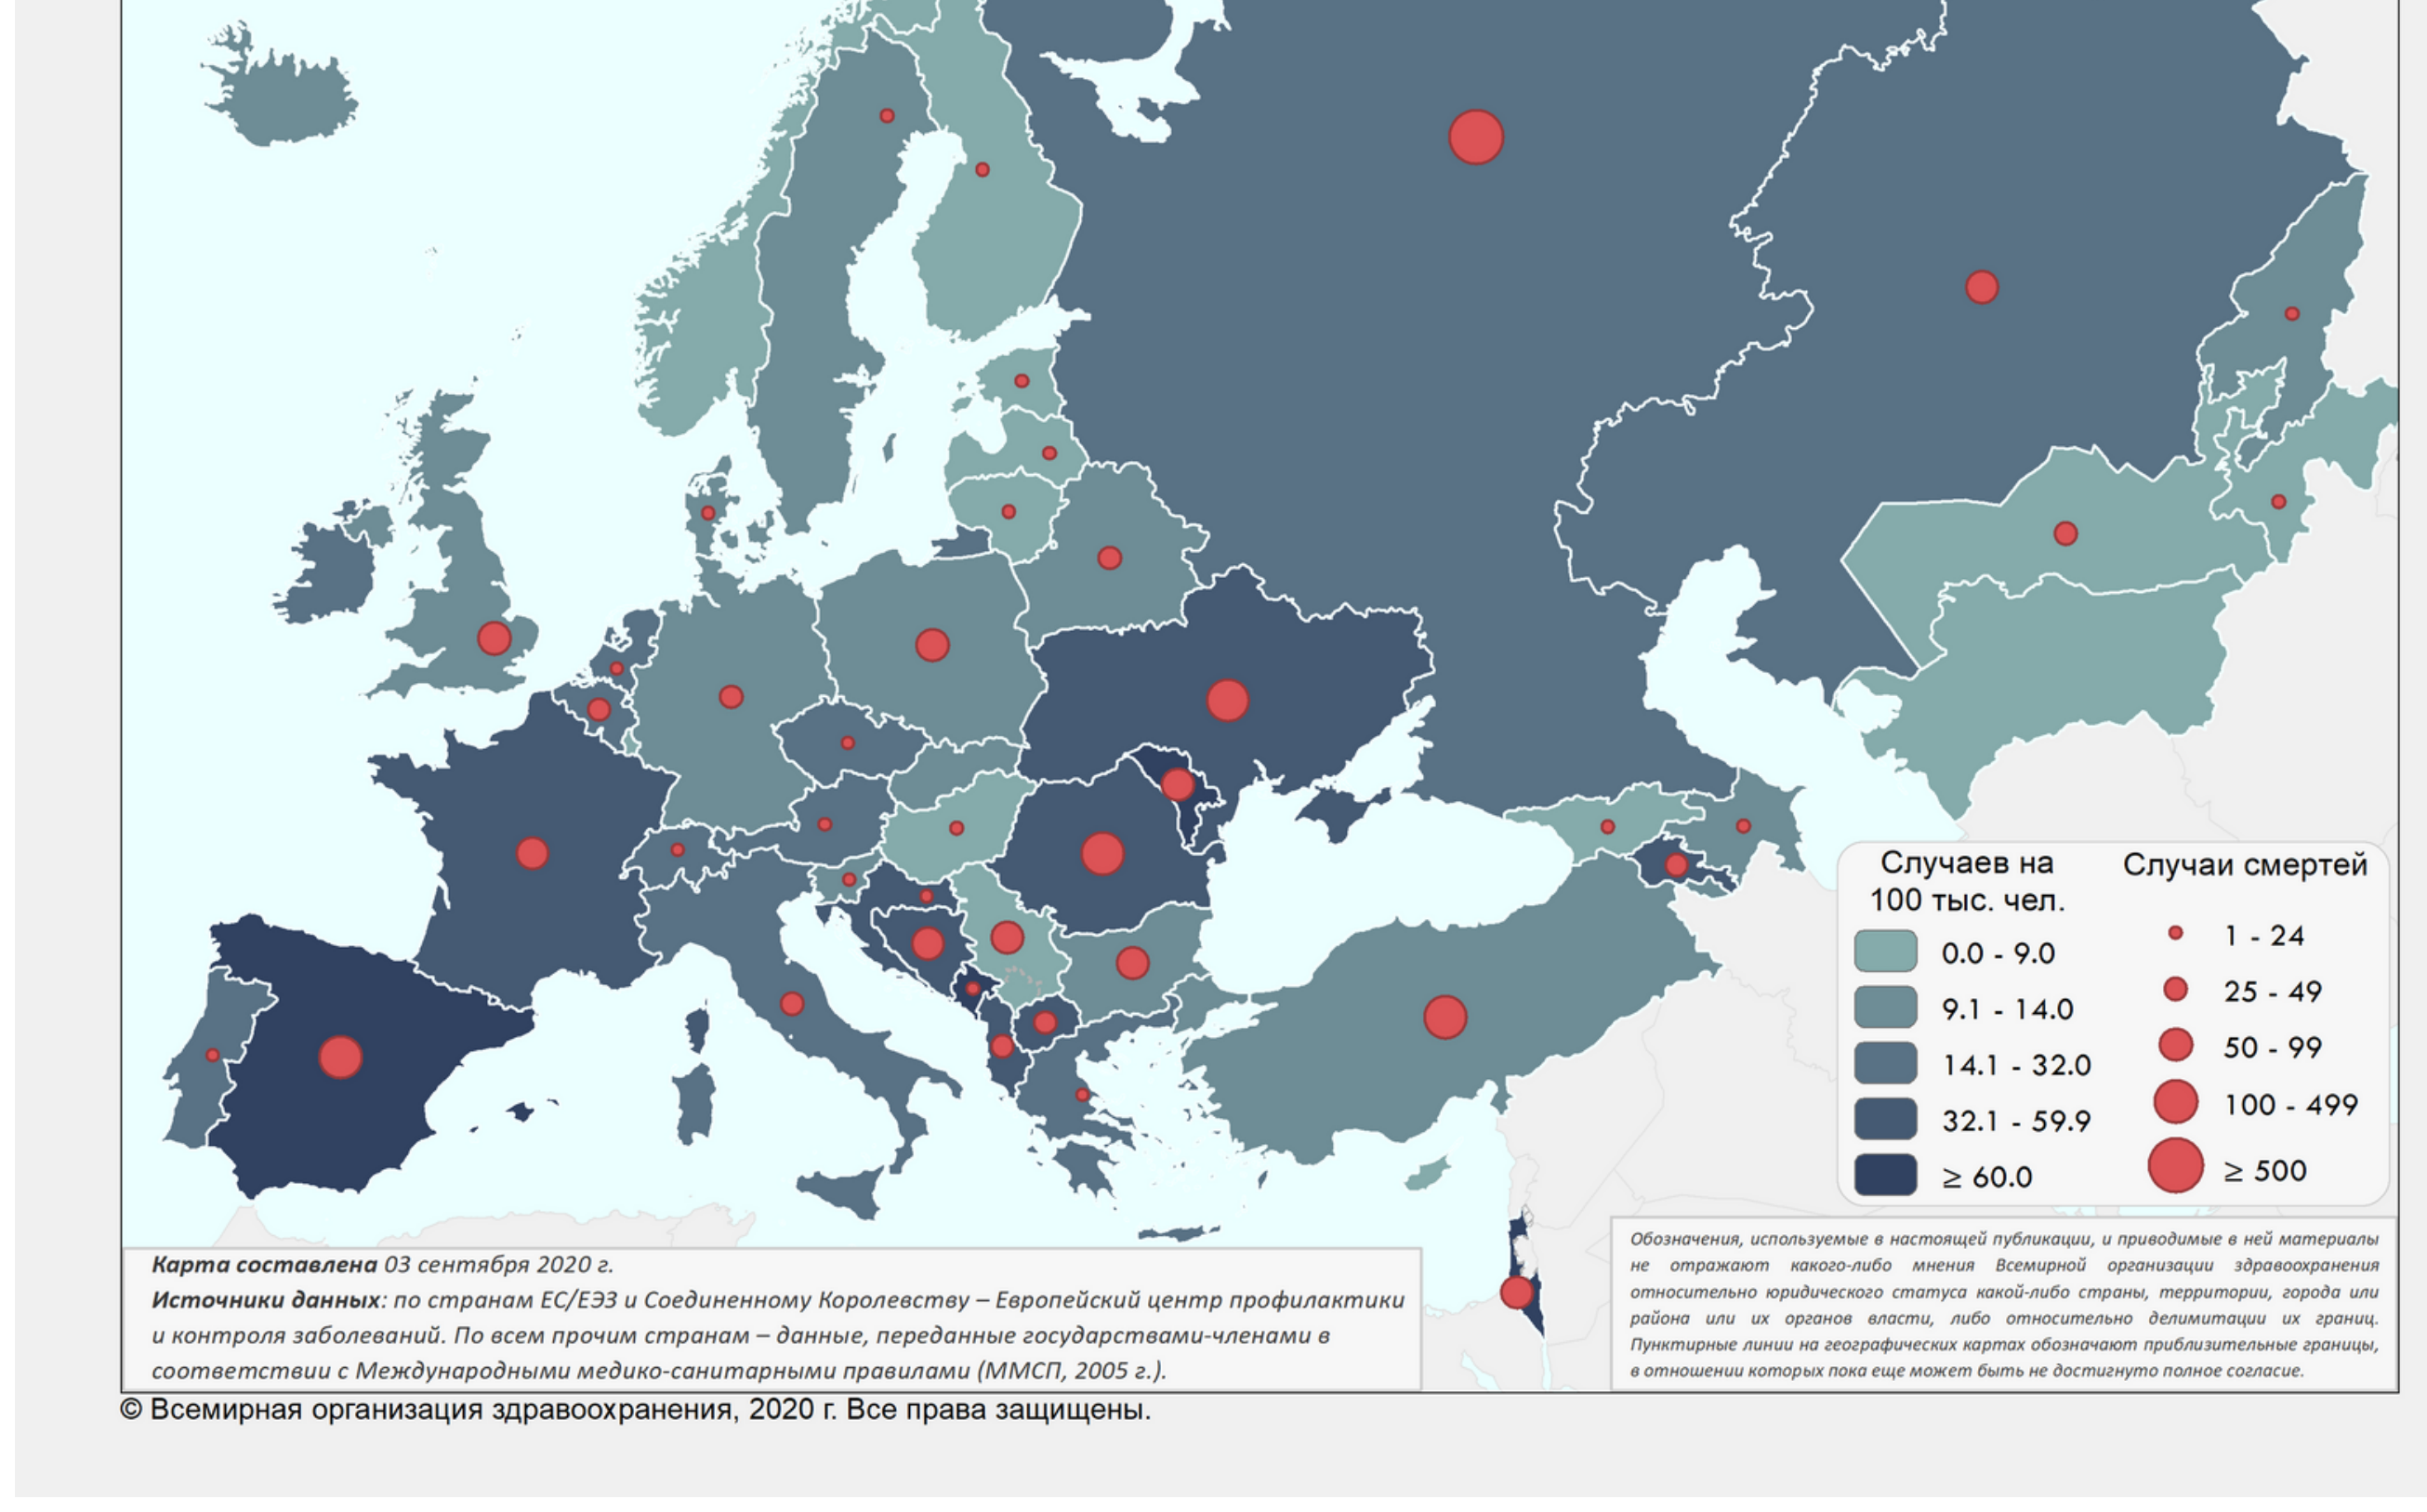 Случаев на
100 тыс. чел.
0.0 - 9.0
9.1 - 14.0
14.1 - 32.0
32.1 - 59.9
≥ 60.0
Случаи смертей
1 - 24
25 - 49
50 - 99
100 - 499
≥ 500
Карта составлена 03 сентября 2020 г.
Источники данных: по странам ЕС/ЕЭЗ и Соединенному Королевству – Европейский центр профилактики
и контроля заболеваний. По всем прочим странам – данные, переданные государствами-членами в
соответствии с Международными медико-санитарными правилами (ММСП, 2005 г.).
Обозначения, используемые в настоящей публикации, и приводимые в ней материалы
не отражают какого-либо мнения Всемирной организации здравоохранения
относительно юридического статуса какой-либо страны, территории, города или
района или их органов власти, либо относительно делимитации их границ.
Пунктирные линии на географических картах обозначают приблизительные границы,
в отношении которых пока еще может быть не достигнуто полное согласие.
© Всемирная организация здравоохранения, 2020 г. Все права защищены.